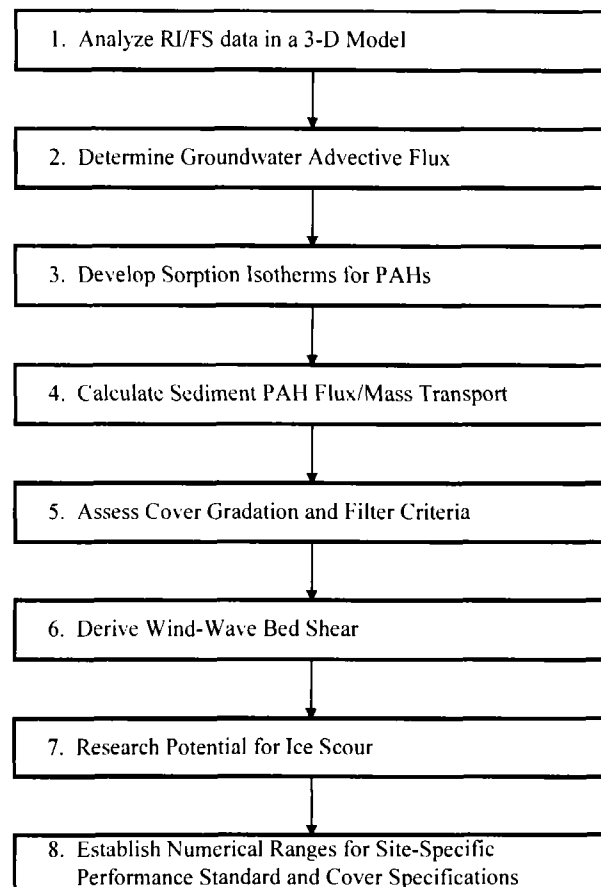 1. Analyze RI/FS data in a 3-D Model
2. Determine Groundwater Advective Flux
3. Develop Sorption Isotherms for PAHs
4. Calculate Sediment PAH Flux/Mass Transport
5. Assess Cover Gradation and Filter Criteria
6. Derive Wind-Wave Bed Shear
7. Research Potential for Ice Scour
8. Establish Numerical Ranges for Site-Specific
Performance Standard and Cover Specifications